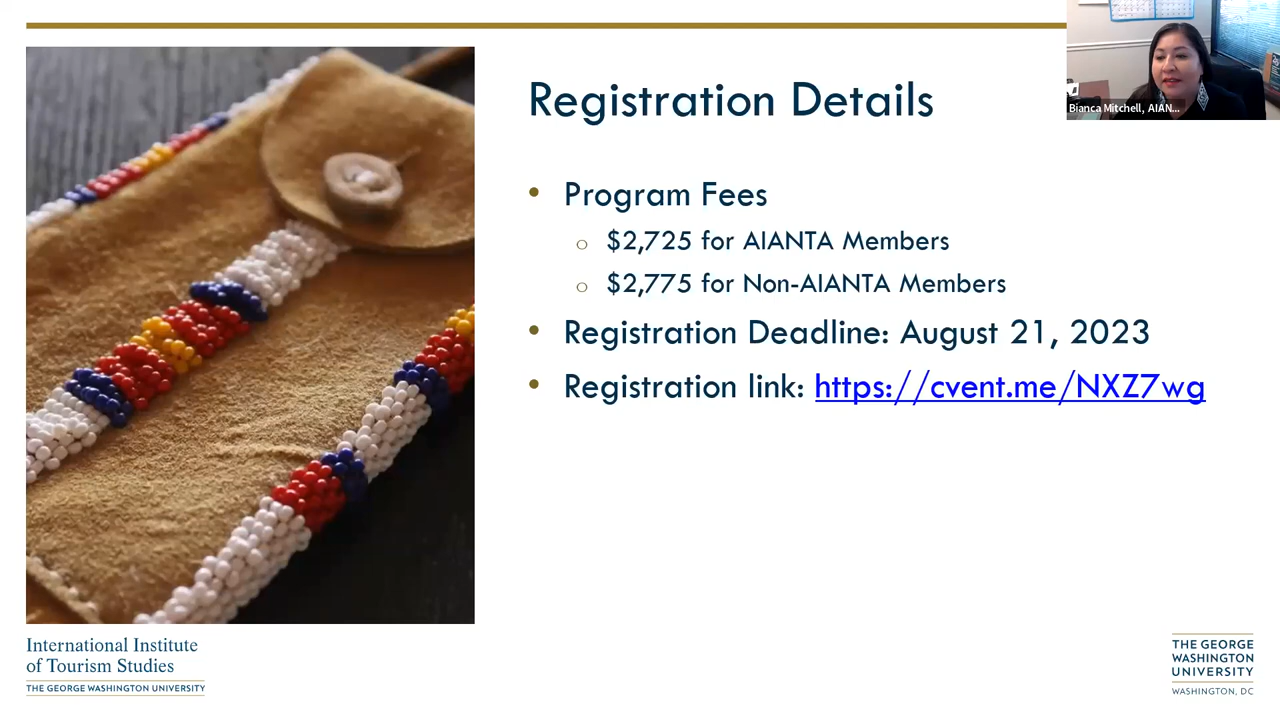 Bianca Mitchell, AIAN...
Registration Details
• Program Fees
o $2,725 for AIANTA Members
o $2,775 for Non-AIANTA Members
• Registration Deadline: August 21, 2023
• Registration link: https://cvent.me/NXZ7wg
International Institute
of Tourism Studies
THE GEORGE WASHINGTON UNIVERSITY
THE GEORGE
WASHINGTON
UNIVERSITY
WASHINGTON, DC